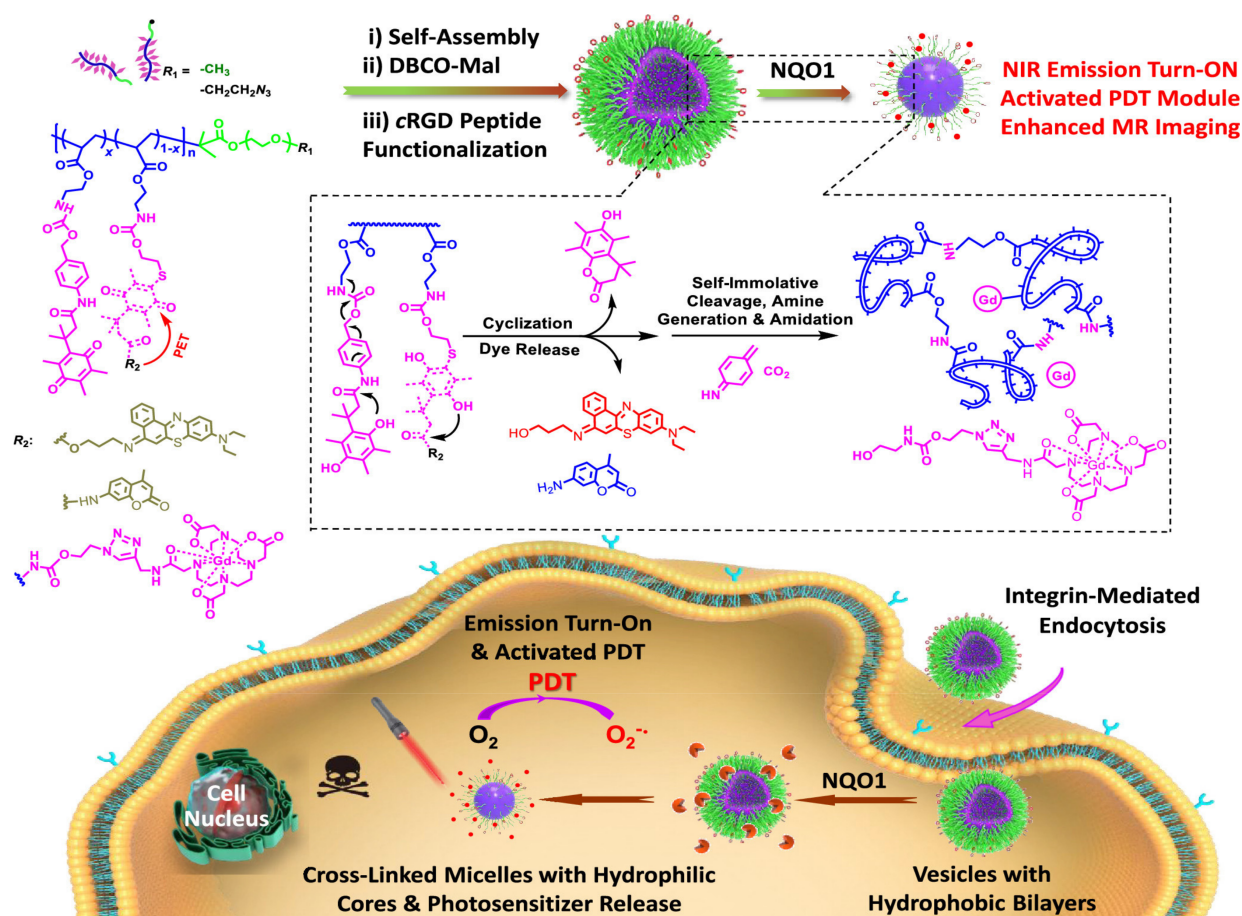 i) Self-Assembly
ii) DBCO-Mal
iii) cRGD Peptide
Functionalization
R1 = -CH3
-CH2CH2N3
NQO1
NIR Emission Turn-ON
Activated PDT Module
Enhanced MR Imaging
x
1-x
n
R1
PET
R2
R2:
Cyclization
Dye Release
Self-Immolative
Cleavage, Amine
Generation & Amidation
CO2
R2
Gd
Gd
Gd
Gd
Integrin-Mediated
Endocytosis
Emission Turn-On
& Activated PDT
PDT
O2
O2-·
NQO1
Cell
Nucleus
Cross-Linked Micelles with Hydrophilic
Cores & Photosensitizer Release
Vesicles with
Hydrophobic Bilayers